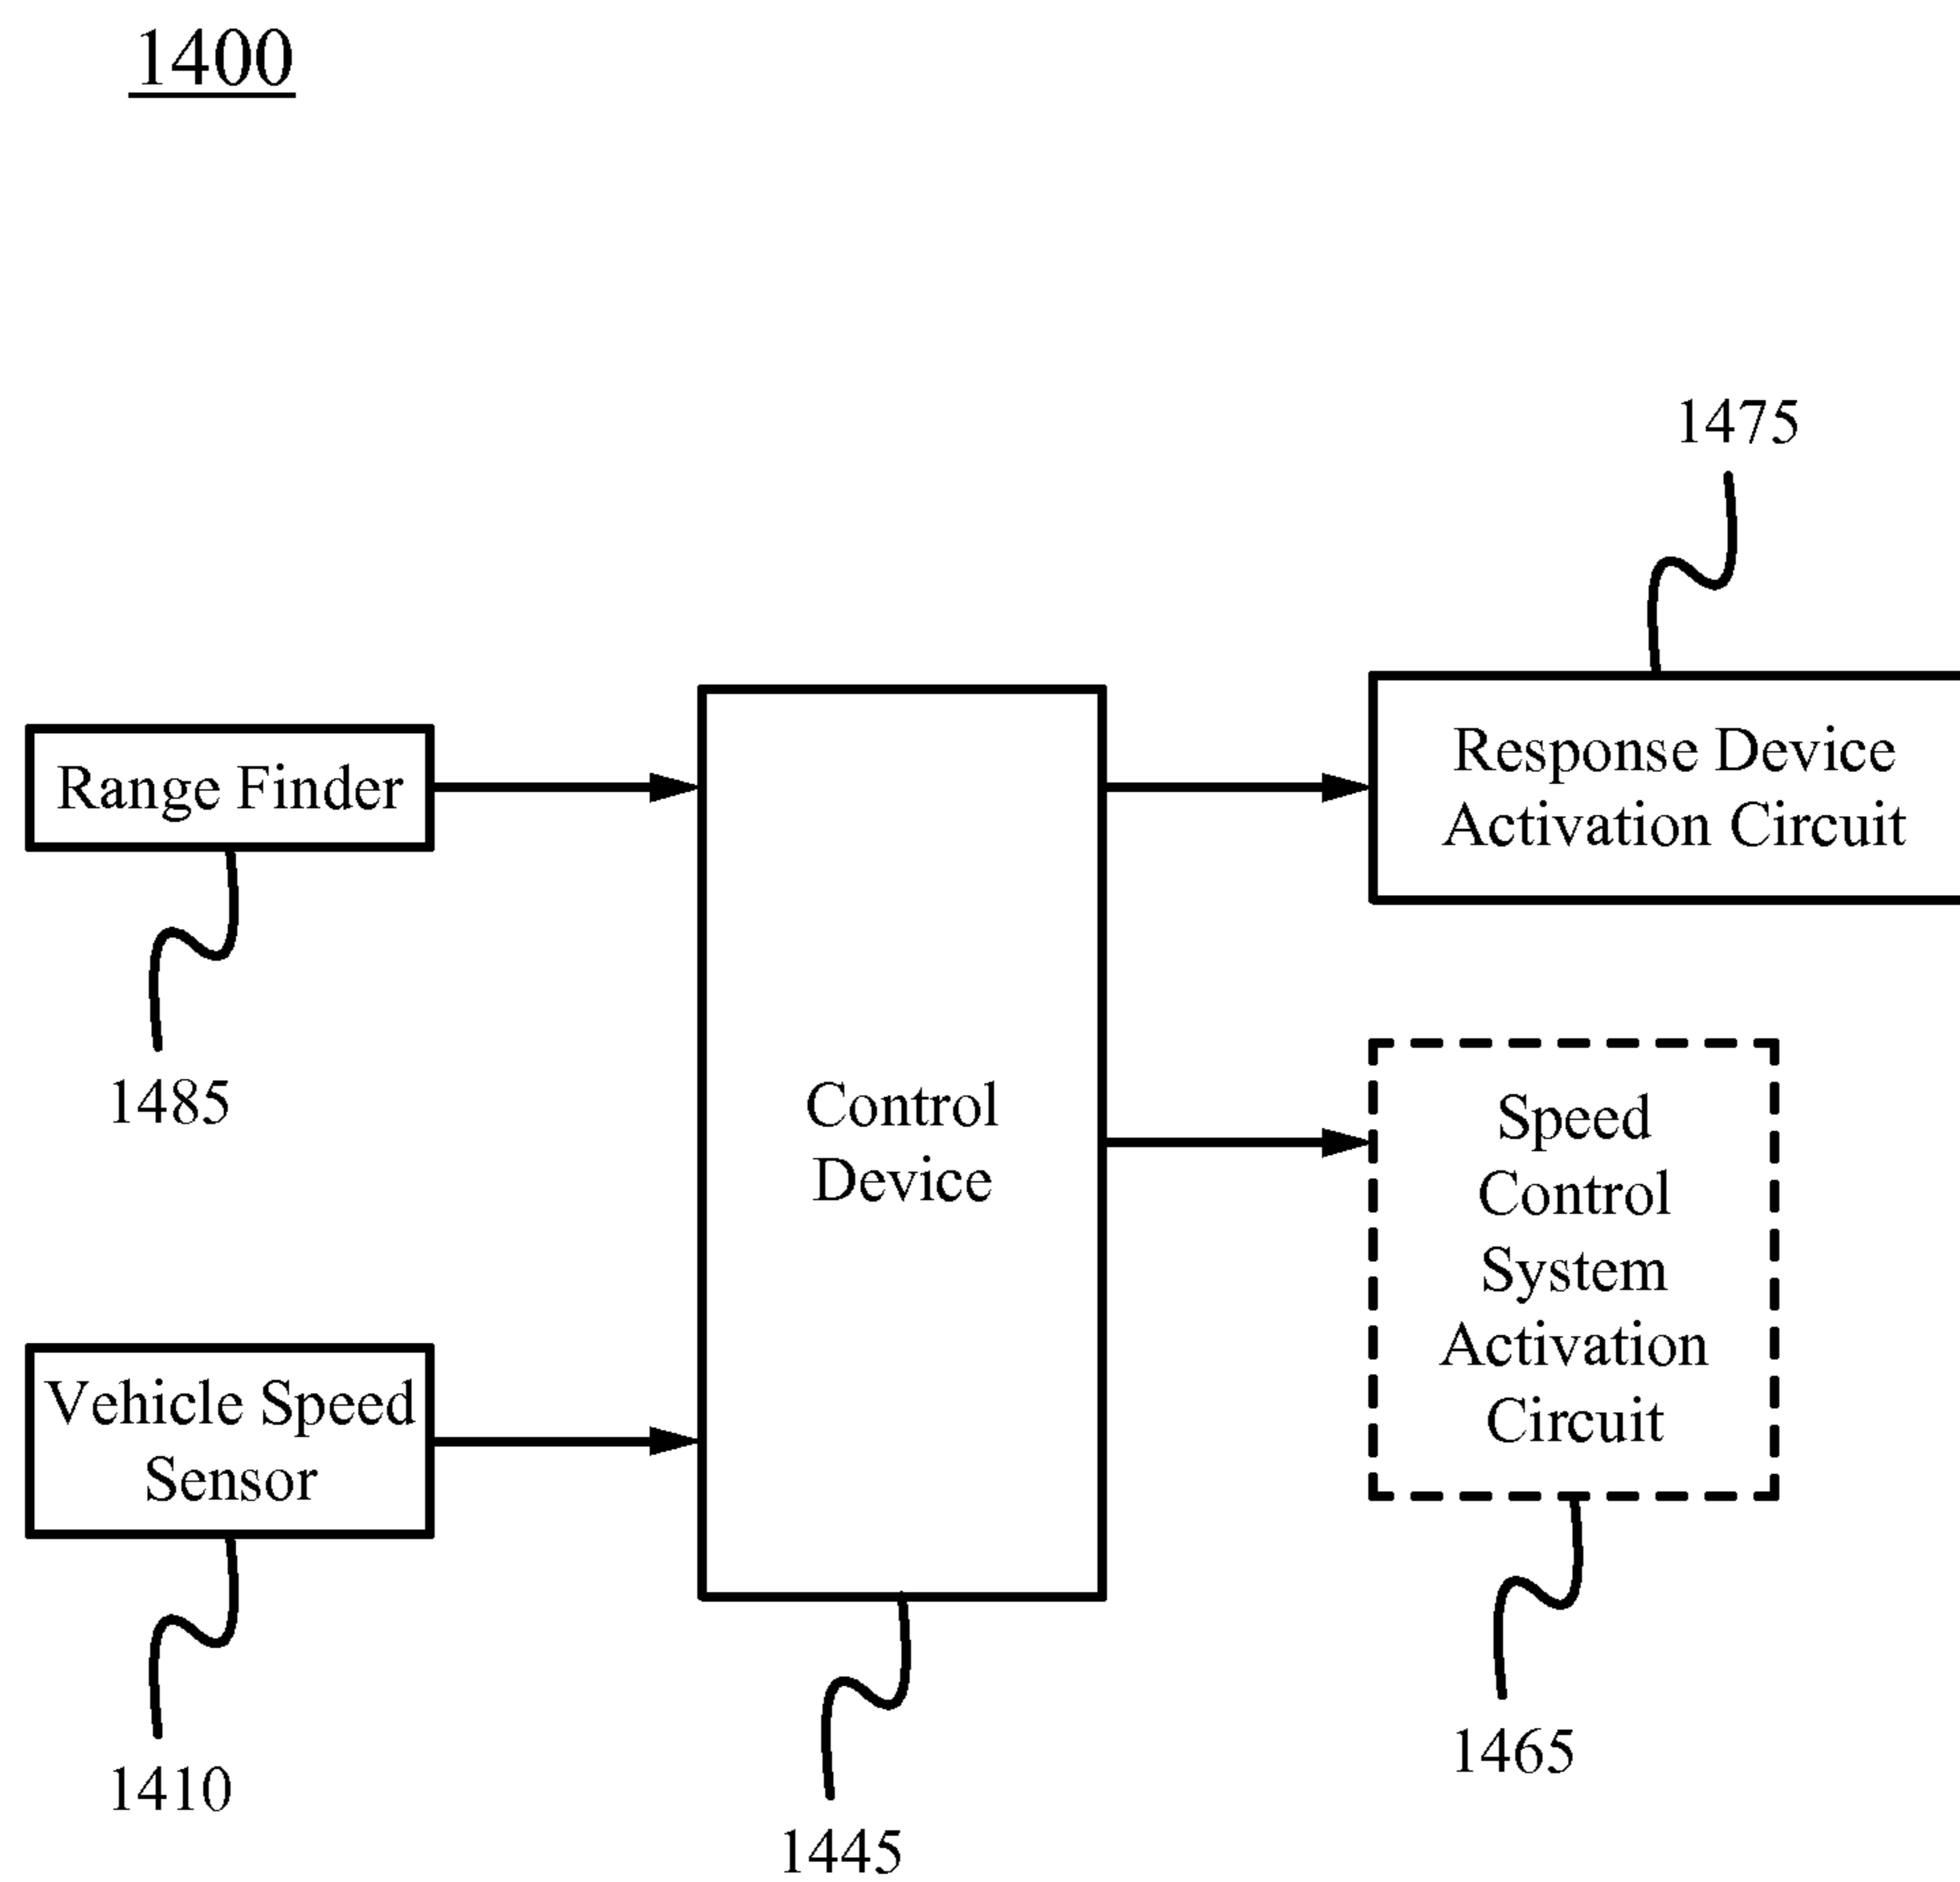 1400
1475
Range Finder
Response Device
Activation Circuit
1485
Control
Device
Speed
Control
System
Activation
Circuit
Vehicle Speed
Sensor
1410
1445
1465